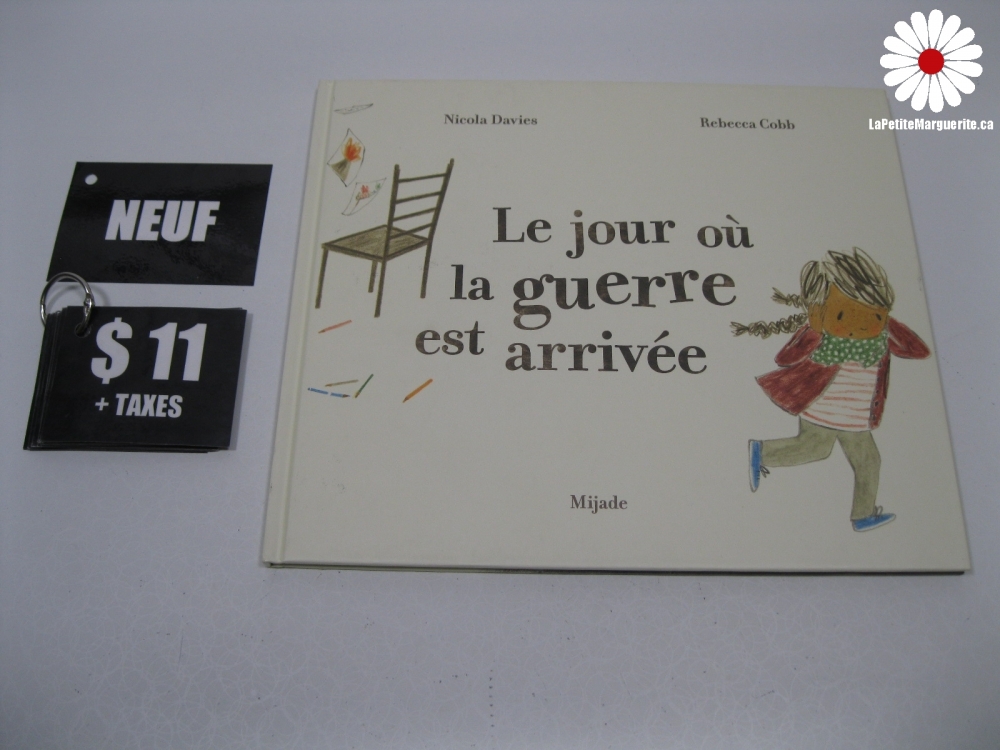 LaPetiteMarguerite.ca
NEUF
$ 11
+ TAXES
Nicola Davies
Rebecca Cobb
Le jour où
la guerre
est arrivée
Mijade